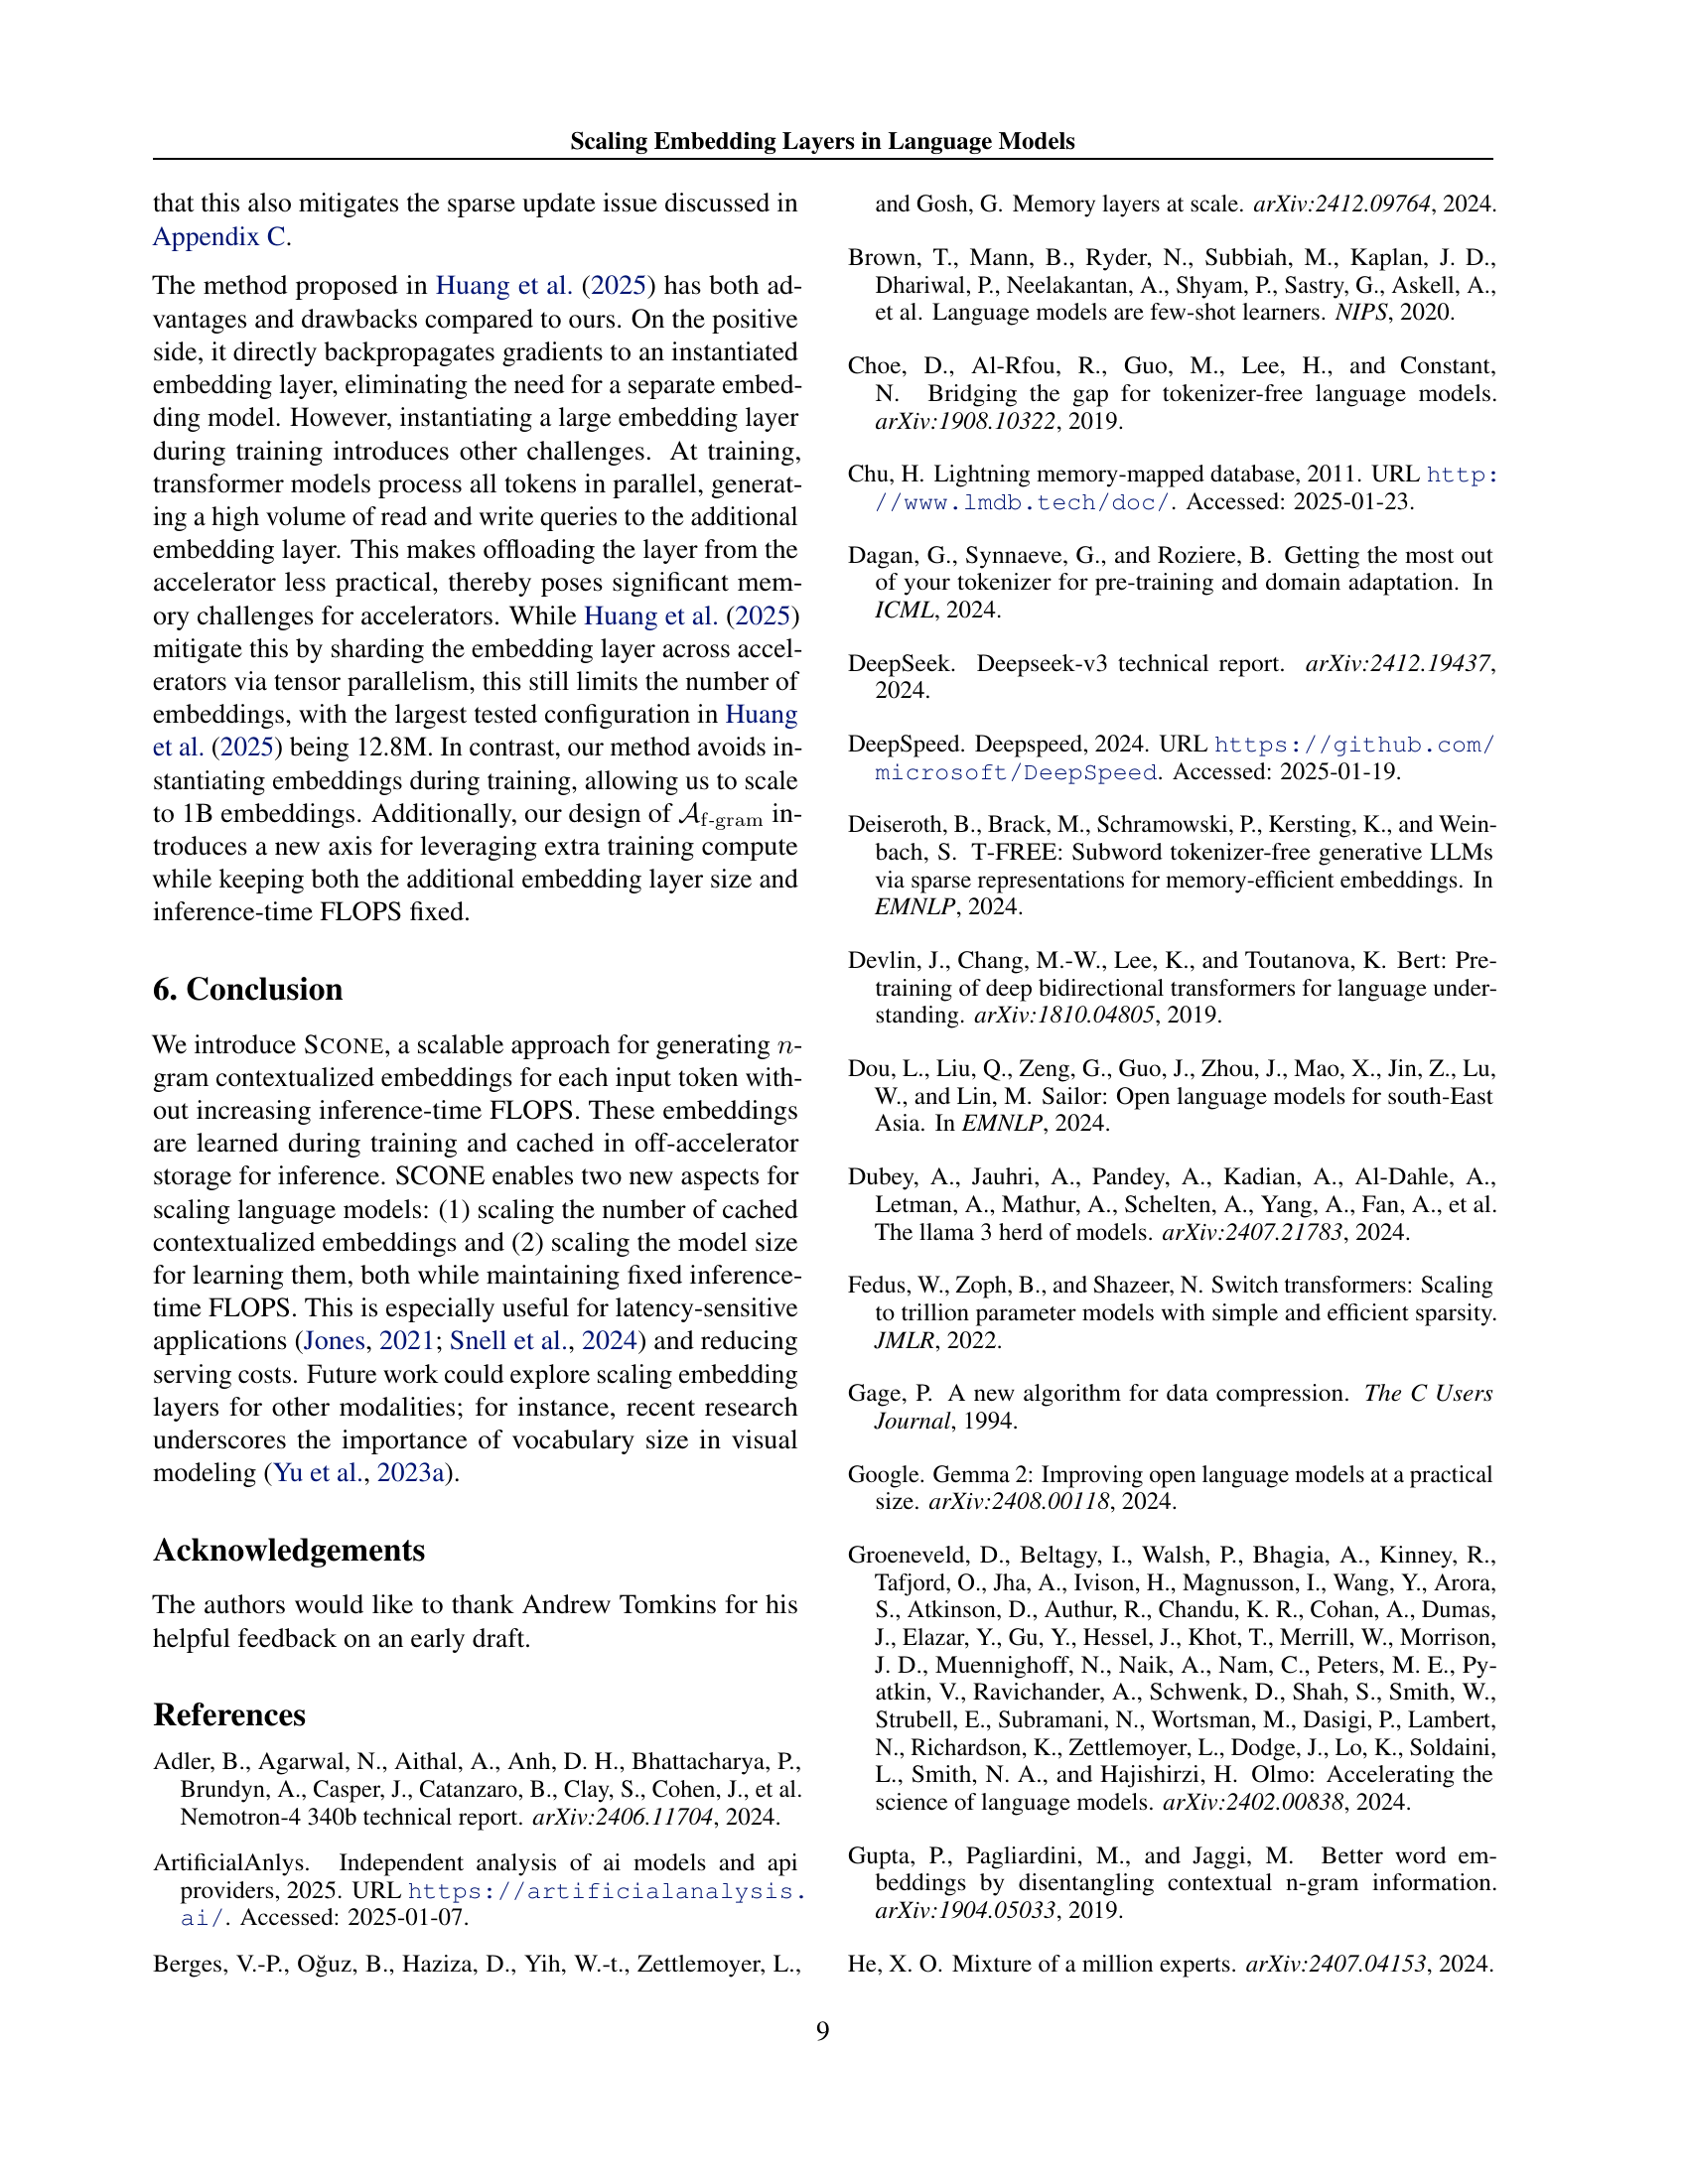 Scaling Embedding Layers in Language Models
that this also mitigates the sparse update issue discussed in
Appendix C.
The method proposed in Huang et al. (2025) has both ad-
vantages and drawbacks compared to ours. On the positive
side, it directly backpropagates gradients to an instantiated
embedding layer, eliminating the need for a separate embed-
ding model. However, instantiating a large embedding layer
during training introduces other challenges. At training,
transformer models process all tokens in parallel, generat-
ing a high volume of read and write queries to the additional
embedding layer. This makes offloading the layer from the
accelerator less practical, thereby poses significant mem-
ory challenges for accelerators. While Huang et al. (2025)
mitigate this by sharding the embedding layer across accel-
erators via tensor parallelism, this still limits the number of
embeddings, with the largest tested configuration in Huang
et al. (2025) being 12.8M. In contrast, our method avoids in-
stantiating embeddings during training, allowing us to scale
to 1B embeddings. Additionally, our design of 𝒜f-gram in-
troduces a new axis for leveraging extra training compute
while keeping both the additional embedding layer size and
inference-time FLOPS fixed.
6. Conclusion
We introduce SCONE, a scalable approach for generating n-
gram contextualized embeddings for each input token with-
out increasing inference-time FLOPS. These embeddings
are learned during training and cached in off-accelerator
storage for inference. SCONE enables two new aspects for
scaling language models: (1) scaling the number of cached
contextualized embeddings and (2) scaling the model size
for learning them, both while maintaining fixed inference-
time FLOPS. This is especially useful for latency-sensitive
applications (Jones, 2021; Snell et al., 2024) and reducing
serving costs. Future work could explore scaling embedding
layers for other modalities; for instance, recent research
underscores the importance of vocabulary size in visual
modeling (Yu et al., 2023a).
Acknowledgements
The authors would like to thank Andrew Tomkins for his
helpful feedback on an early draft.
References
Adler, B., Agarwal, N., Aithal, A., Anh, D. H., Bhattacharya, P.,
Brundyn, A., Casper, J., Catanzaro, B., Clay, S., Cohen, J., et al.
Nemotron-4 340b technical report. arXiv:2406.11704, 2024.
ArtificialAnlys. Independent analysis of ai models and api
providers, 2025. URL https://artificialanalysis.
ai/. Accessed: 2025-01-07.
Berges, V.-P., Oğuz, B., Haziza, D., Yih, W.-t., Zettlemoyer, L.,
and Gosh, G. Memory layers at scale. arXiv:2412.09764, 2024.
Brown, T., Mann, B., Ryder, N., Subbiah, M., Kaplan, J. D.,
Dhariwal, P., Neelakantan, A., Shyam, P., Sastry, G., Askell, A.,
et al. Language models are few-shot learners. NIPS, 2020.
Choe, D., Al-Rfou, R., Guo, M., Lee, H., and Constant,
N. Bridging the gap for tokenizer-free language models.
arXiv:1908.10322, 2019.
Chu, H. Lightning memory-mapped database, 2011. URL http:
//www.lmdb.tech/doc/. Accessed: 2025-01-23.
Dagan, G., Synnaeve, G., and Roziere, B. Getting the most out
of your tokenizer for pre-training and domain adaptation. In
ICML, 2024.
DeepSeek. Deepseek-v3 technical report. arXiv:2412.19437,
2024.
DeepSpeed. Deepspeed, 2024. URL https://github.com/
microsoft/DeepSpeed. Accessed: 2025-01-19.
Deiseroth, B., Brack, M., Schramowski, P., Kersting, K., and Wein-
bach, S. T-FREE: Subword tokenizer-free generative LLMs
via sparse representations for memory-efficient embeddings. In
EMNLP, 2024.
Devlin, J., Chang, M.-W., Lee, K., and Toutanova, K. Bert: Pre-
training of deep bidirectional transformers for language under-
standing. arXiv:1810.04805, 2019.
Dou, L., Liu, Q., Zeng, G., Guo, J., Zhou, J., Mao, X., Jin, Z., Lu,
W., and Lin, M. Sailor: Open language models for south-East
Asia. In EMNLP, 2024.
Dubey, A., Jauhri, A., Pandey, A., Kadian, A., Al-Dahle, A.,
Letman, A., Mathur, A., Schelten, A., Yang, A., Fan, A., et al.
The llama 3 herd of models. arXiv:2407.21783, 2024.
Fedus, W., Zoph, B., and Shazeer, N. Switch transformers: Scaling
to trillion parameter models with simple and efficient sparsity.
JMLR, 2022.
Gage, P. A new algorithm for data compression. The C Users
Journal, 1994.
Google. Gemma 2: Improving open language models at a practical
size. arXiv:2408.00118, 2024.
Groeneveld, D., Beltagy, I., Walsh, P., Bhagia, A., Kinney, R.,
Tafjord, O., Jha, A., Ivison, H., Magnusson, I., Wang, Y., Arora,
S., Atkinson, D., Authur, R., Chandu, K. R., Cohan, A., Dumas,
J., Elazar, Y., Gu, Y., Hessel, J., Khot, T., Merrill, W., Morrison,
J. D., Muennighoff, N., Naik, A., Nam, C., Peters, M. E., Py-
atkin, V., Ravichander, A., Schwenk, D., Shah, S., Smith, W.,
Strubell, E., Subramani, N., Wortsman, M., Dasigi, P., Lambert,
N., Richardson, K., Zettlemoyer, L., Dodge, J., Lo, K., Soldaini,
L., Smith, N. A., and Hajishirzi, H. Olmo: Accelerating the
science of language models. arXiv:2402.00838, 2024.
Gupta, P., Pagliardini, M., and Jaggi, M. Better word em-
beddings by disentangling contextual n-gram information.
arXiv:1904.05033, 2019.
He, X. O. Mixture of a million experts. arXiv:2407.04153, 2024.
9